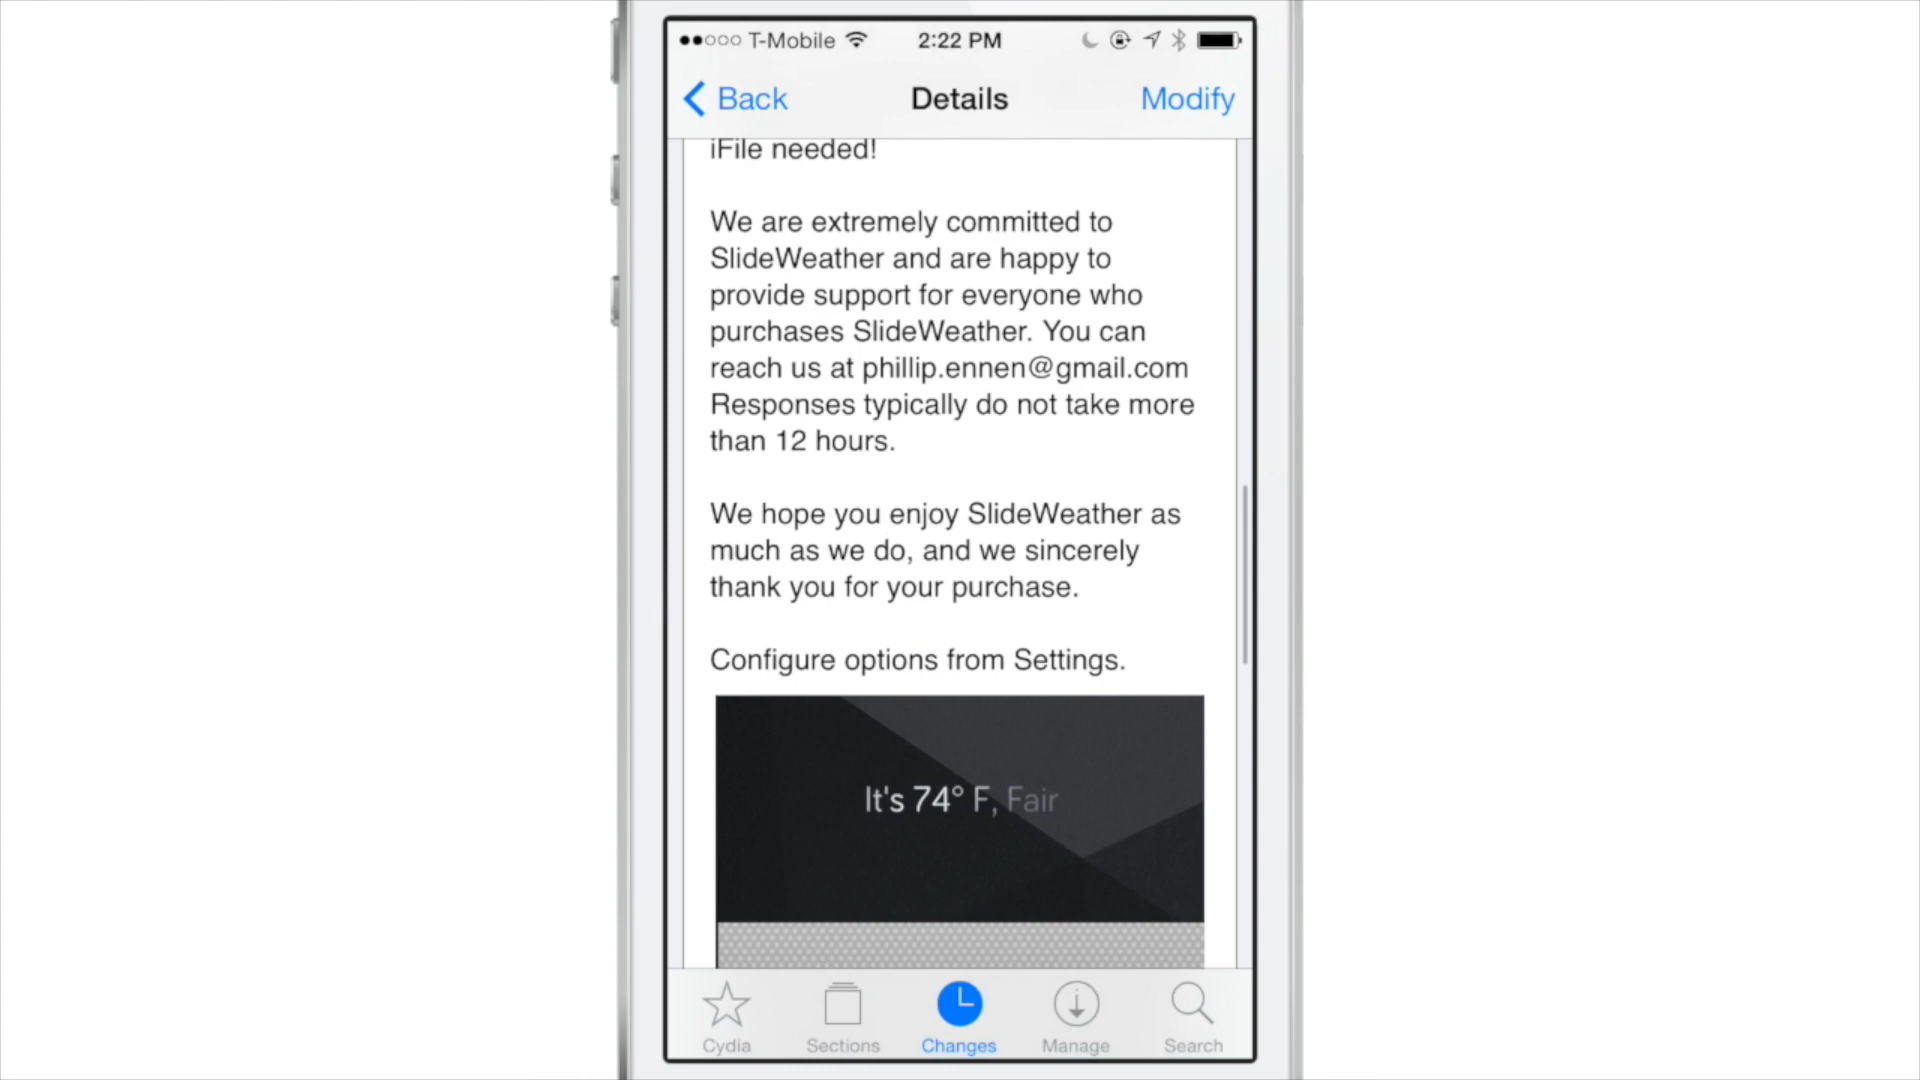 T-Mobile 2:22 PM
Back Details Modify
iFile needed!
We are extremely committed to
SlideWeather and are happy to
provide support for everyone who
purchases SlideWeather. You can
reach us at phillip.ennen@gmail.com
Responses typically do not take more
than 12 hours.
We hope you enjoy SlideWeather as
much as we do, and we sincerely
thank you for your purchase.
Configure options from Settings.
It's 74° F, Fair
Cydia Sections Changes Manage Search